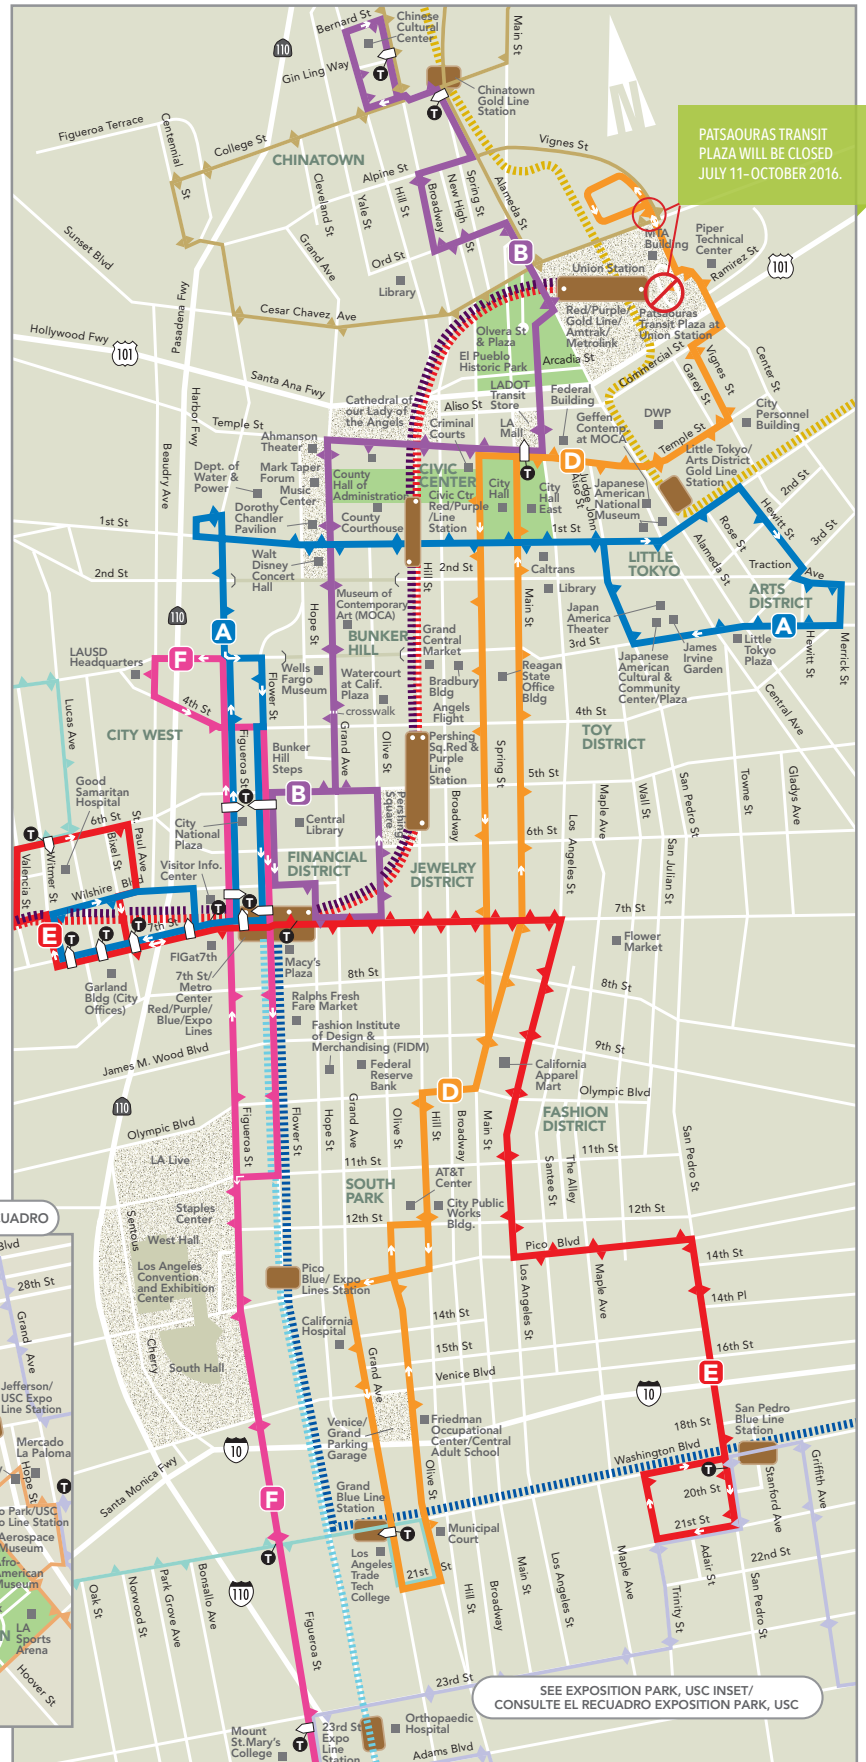 Bernard St
Chinese
Cultural
Center
Main St
110
Gin Ling Way
T
Chinatown
Gold Line
Station
T
N
PATSAOURAS TRANSIT
PLAZA WILL BE CLOSED
JULY 11–OCTOBER 2016.
Figueroa Terrace
Centennial
St
College St
CHINATOWN
Vignes St
Alpine St
Cleveland St
Yale St
Hill St
Broadway
New High
St
Spring St
Alameda St
Sunset Blvd
Grand Ave
Ord St
Library
B
MTA
Building
Piper
Technical
Center
Ramirez St
101
Union Station
Pasadena Fwy
Cesar Chavez Ave
Hollywood Fwy
101
Olvera St
& Plaza
El Pueblo
Historic Park
Red/Purple/
Gold Line/
Amtrak/
Metrolink
Patsaouras
Transit Plaza at
Union Station
Arcadia St
Commercial St
Vignes St
Garey St
Center St
Santa Ana Fwy
Harbor Fwy
Temple St
Cathedral of
our Lady of
the Angels
Aliso St
LADOT
Transit
Store
Federal
Building
LA
Mall
Criminal
Courts
Geffen
Contemp.
at MOCA
DWP
City
Personnel
Building
Temple St
Ahmanson
Theater
Beaudry Ave
Dept. of
Water &
Power
Mark Taper
Forum
Music
Center
Dorothy
Chandler
Pavilion
County
Hall of
Administration
County
Courthouse
CIVIC
CENTER
Civic Ctr
Red/Purple
/Line
Station
T
D
City
Hall
City
Hall
East
Judge John
Aliso St
Japanese
American
National
Museum
Little Tokyo/
Arts District
Gold Line
Station
2nd St
Hewitt St
3rd St
1st St
1st St
Walt
Disney
Concert
Hall
2nd St
2nd St
Hill St
Caltrans
Library
LITTLE
TOKYO
Rose St
Alameda St
Traction
Ave
ARTS
DISTRICT
110
A
Hope St
Museum of
Contemporary
Art (MOCA)
BUNKER
HILL
Main St
Japan
America
Theater
3rd St
A
Little
Tokyo
Plaza
Hewitt St
Merrick St
LAUSD
Headquarters
F
Grand
Central
Market
Japanese
American
Cultural &
Community
Center/Plaza
James
Irvine
Garden
Wells
Fargo
Museum
Watercourt
at Calif.
Plaza
crosswalk
Bradbury
Bldg
Angels
Flight
Reagan
State
Office
Bldg
Central Ave
4th St
Flower St
Lucas Ave
CITY WEST
Figueroa St
Bunker
Hill
Steps
Grand Ave
Olive St
Pershing
Sq.Red &
Purple
Line
Station
Spring St
4th St
TOY
DISTRICT
5th St
San Pedro St
Towne St
Gladys Ave
Good
Samaritan
Hospital
B
T
Pershing
Square
Broadway
Maple Ave
Wall St
6th St
T
6th St
Bixel St
St. Paul Ave
City
National
Plaza
Central
Library
Los Angeles St
San Julian St
Valencia St
Witmer St
Visitor Info.
Center
FINANCIAL
DISTRICT
JEWELRY
DISTRICT
Wilshire Blvd
T
T
7th St
E
T
T
T
7th St
T
Flower
Market
FIGat7th
Garland
Bldg (City
Offices)
7th St/
Metro
Center
Red/Purple/
Blue/Expo
Lines
Macy's
Plaza
8th St
8th St
Ralphs Fresh
Fare Market
Fashion Institute
of Design &
Merchandising (FIDM)
9th St
James M. Wood Blvd
Federal
Reserve
Bank
California
Apparel
Mart
110
D
Olympic Blvd
FASHION
DISTRICT
Olympic Blvd
Figueroa St
Flower St
Hope St
Grand Ave
Olive St
Hill St
Broadway
Main St
San Pedro St
11th St
LA Live
11th St
Santee St
The Alley
AT&T
Center
SOUTH
PARK
City Public
Works
Bldg.
CUADRO
Staples
Center
12th St
12th St
Sentous
West Hall
Pico Blvd
Blvd
14th St
Los Angeles
Convention
and Exhibition
Center
Pico
Blue/ Expo
Lines Station
Los Angeles St
Maple Ave
28th St
14th Pl
Grand Ave
California
Hospital
14th St
Cherry
15th St
16th St
South Hall
Venice Blvd
E
Grand Ave
Jefferson/
USC Expo
Line Station
10
San Pedro
Blue Line
Station
Venice/
Grand
Parking
Garage
Friedman
Occupational
Center/Central
Adult School
18th St
Mercado
La Paloma
10
Washington Blvd
T
Hope St
Santa Monica Fwy
Olive St
F
Grand
Blue Line
Station
20th St
Stanford Ave
Griffith Ave
T
o Park/USC
o Line Station
T
Municipal
Court
21st St
Aerospace
Museum
T
22nd St
Afro
American
Museum
Los
Angeles
Trade
Tech
College
21st St
Oak St
Norwood St
Park Grove Ave
Bonsallo Ave
110
Hill St
Broadway
Main St
Los Angeles St
Maple Ave
Trinity St
Adair St
San Pedro St
N
LA
Sports
Arena
Figueroa St
Hoover St
23rd St
SEE EXPOSITION PARK, USC INSET/
CONSULTE EL RECUADRO EXPOSITION PARK, USC
Mount
St.Mary's
College
T
23rd St
Expo
Line
Station
Orthopaedic
Hospital
Adams Blvd